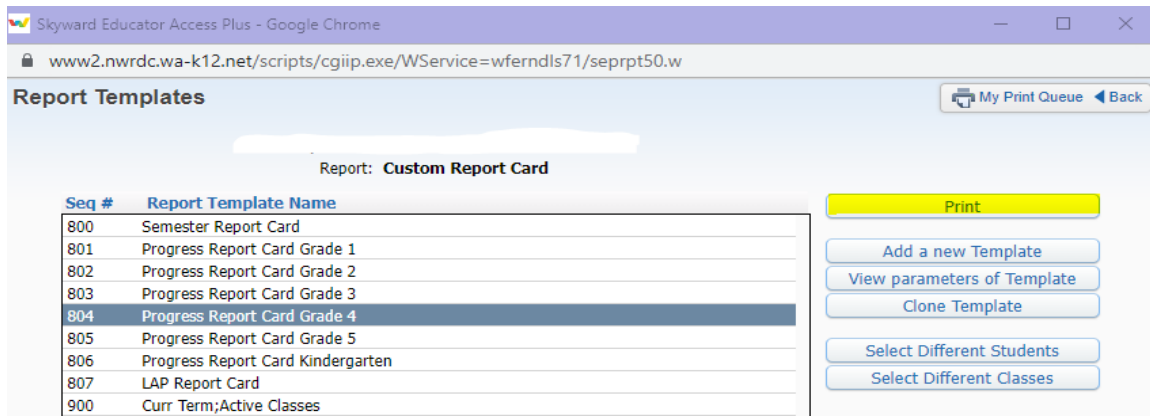 Skyward Educator Access Plus - Google Chrome
www2.nwrdc.wa-k12.net/scripts/cgiip.exe/WService=wferndls71/seprpt50.w
Report Templates
My Print Queue Back
Report: Custom Report Card
Seq # Report Template Name
Print
800 Semester Report Card
801 Progress Report Card Grade 1
Add a new Template
802 Progress Report Card Grade 2
View parameters of Template
803 Progress Report Card Grade 3
Clone Template
804 Progress Report Card Grade 4
805 Progress Report Card Grade 5
Select Different Students
806 Progress Report Card Kindergarten
Select Different Classes
807 LAP Report Card
900 Curr Term;Active Classes